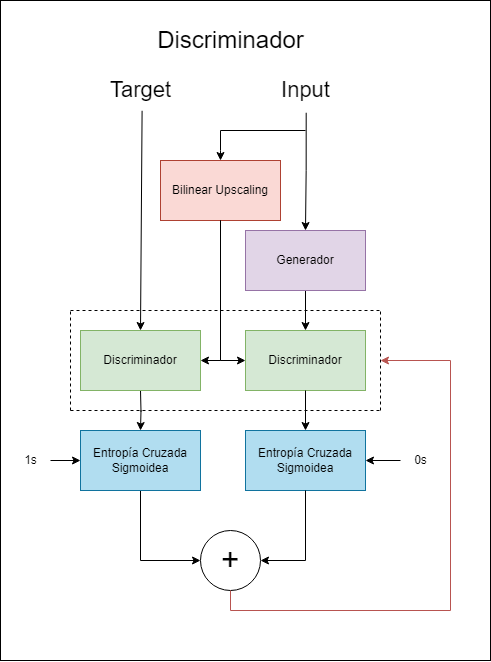 Discriminador
Target
Input
Bilinear Upscaling
Generador
Discriminador
Discriminador
1s
Entropía Cruzada
Sigmoidea
Entropía Cruzada
Sigmoidea
0s
+